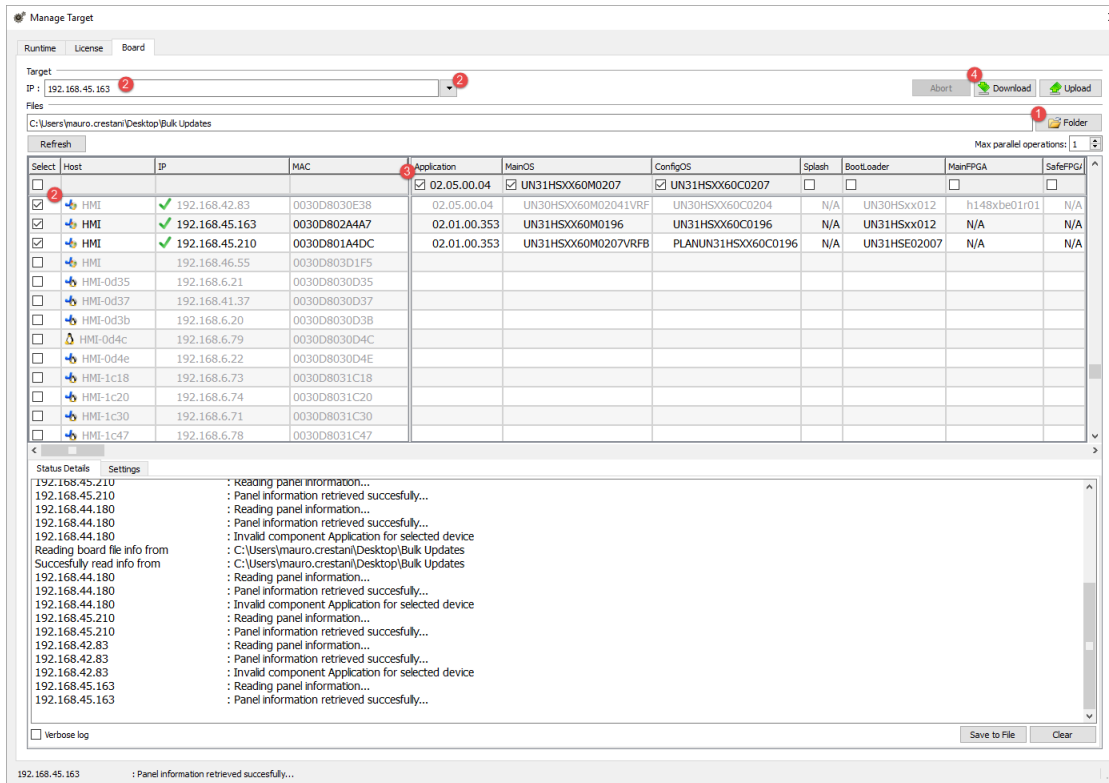 Manage Target
Runtime License Board
Target
IP : 192.168.45.163 2 2 4 Abort Download Upload
Files
C:\Users\mauro.crestani\Desktop\Bulk Updates 1 Folder
Refresh Max parallel operations: 1
Select Host IP MAC Application MainOS ConfigOS Splash BootLoader MainFPGA SafeFPGA
3 02.05.00.04 UN31HSXX60M0207 UN31HSXX60C0207
2 HMI 192.168.42.83 0030D8030E38 02.05.00.04 UN30HSXX60M02041VRF UN30HSXX60C0204 N/A UN30HSxx012 h148xbe01r01 N/A
HMI 192.168.45.163 0030D802A4A7 02.01.00.353 UN31HSXX60M0196 UN31HSXX60C0196 N/A UN31HSxx012 N/A N/A
HMI 192.168.45.210 0030D801A4DC 02.01.00.353 UN31HSXX60M0207VRFB PLANUN31HSXX60C0196 N/A UN31HSE02007 N/A N/A
HMI 192.168.46.55 0030D803D1F5
HMI-0d35 192.168.6.21 0030D8030D35
HMI-0d37 192.168.41.37 0030D8030D37
HMI-0d3b 192.168.6.20 0030D8030D3B
HMI-0d4c 192.168.6.79 0030D8030D4C
HMI-0d4e 192.168.6.22 0030D8030D4E
HMI-1c18 192.168.6.73 0030D8031C18
HMI-1c20 192.168.6.74 0030D8031C20
HMI-1c30 192.168.6.71 0030D8031C30
HMI-1c47 192.168.6.78 0030D8031C47
Status Details Settings
192.168.45.210 : Reading panel information...
192.168.45.210 : Panel information retrieved succesfully...
192.168.44.180 : Reading panel information...
192.168.44.180 : Panel information retrieved succesfully...
192.168.44.180 : Invalid component Application for selected device
Reading board file info from : C:\Users\mauro.crestani\Desktop\Bulk Updates
Succesfully read info from : C:\Users\mauro.crestani\Desktop\Bulk Updates
192.168.44.180 : Reading panel information...
192.168.44.180 : Panel information retrieved succesfully...
192.168.44.180 : Invalid component Application for selected device
192.168.45.210 : Reading panel information...
192.168.45.210 : Panel information retrieved succesfully...
192.168.42.83 : Reading panel information...
192.168.42.83 : Panel information retrieved succesfully...
192.168.42.83 : Invalid component Application for selected device
192.168.45.163 : Reading panel information...
192.168.45.163 : Panel information retrieved succesfully...
Verbose log Save to File Clear
192.168.45.163 : Panel information retrieved succesfully...